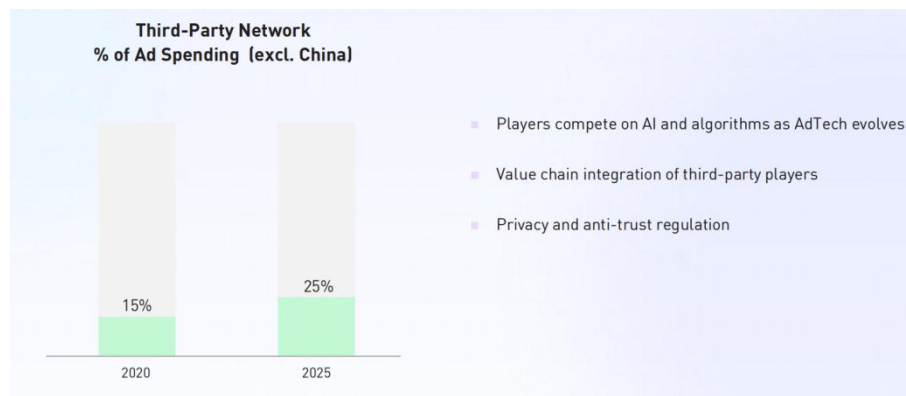 Third-Party Network
% of Ad Spending (excl. China)
Players compete on AI and algorithms as AdTech evolves
Value chain integration of third-party players
Privacy and anti-trust regulation
15%
25%
2020
2025